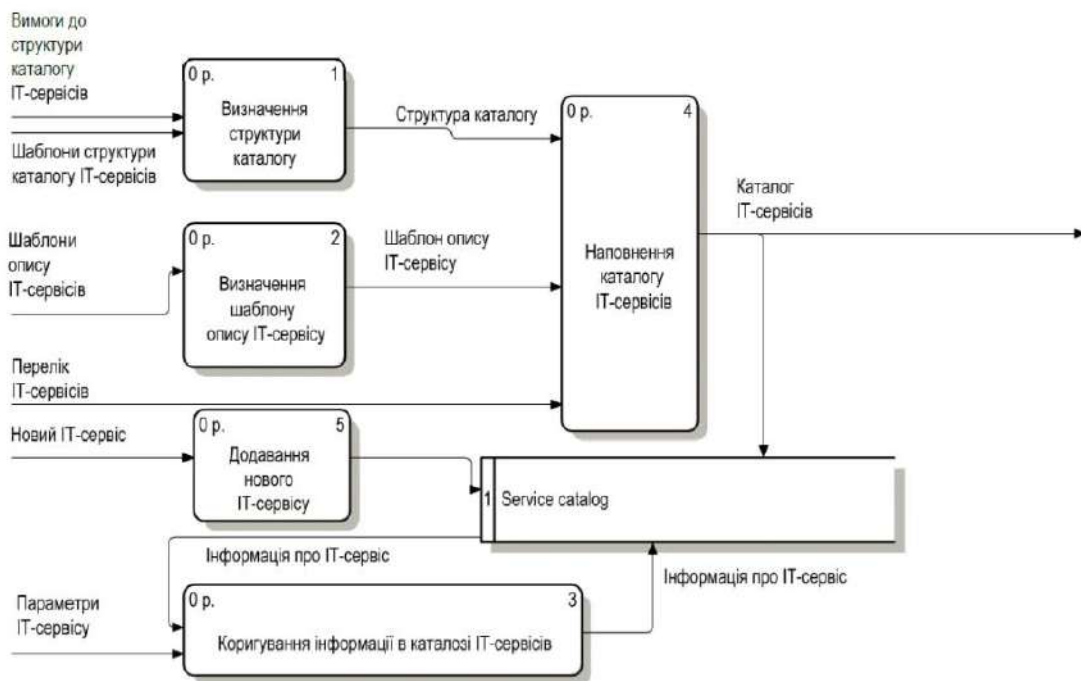 Вимоги до
структури
каталогу
ІТ-сервісів
Шаблони структури
каталогу ІТ-сервісів
0 р. 1
Визначення
структури
каталогу
Структура каталогу
0 р. 4
Наповнення
каталогу
ІТ-сервісів
Каталог
ІТ-сервісів
Шаблони
опису
ІТ-сервісів
0 р. 2
Визначення
шаблону
опису ІТ-сервісу
Шаблон опису
ІТ-сервісу
Перелік
ІТ-сервісів
Новий ІТ-сервіс
0 р. 5
Додавання
нового
ІТ-сервісу
1 Service catalog
Інформація про ІТ-сервіс
Інформація про ІТ-сервіс
Параметри
ІТ-сервісу
0 р. 3
Коригування інформації в каталозі ІТ-сервісів